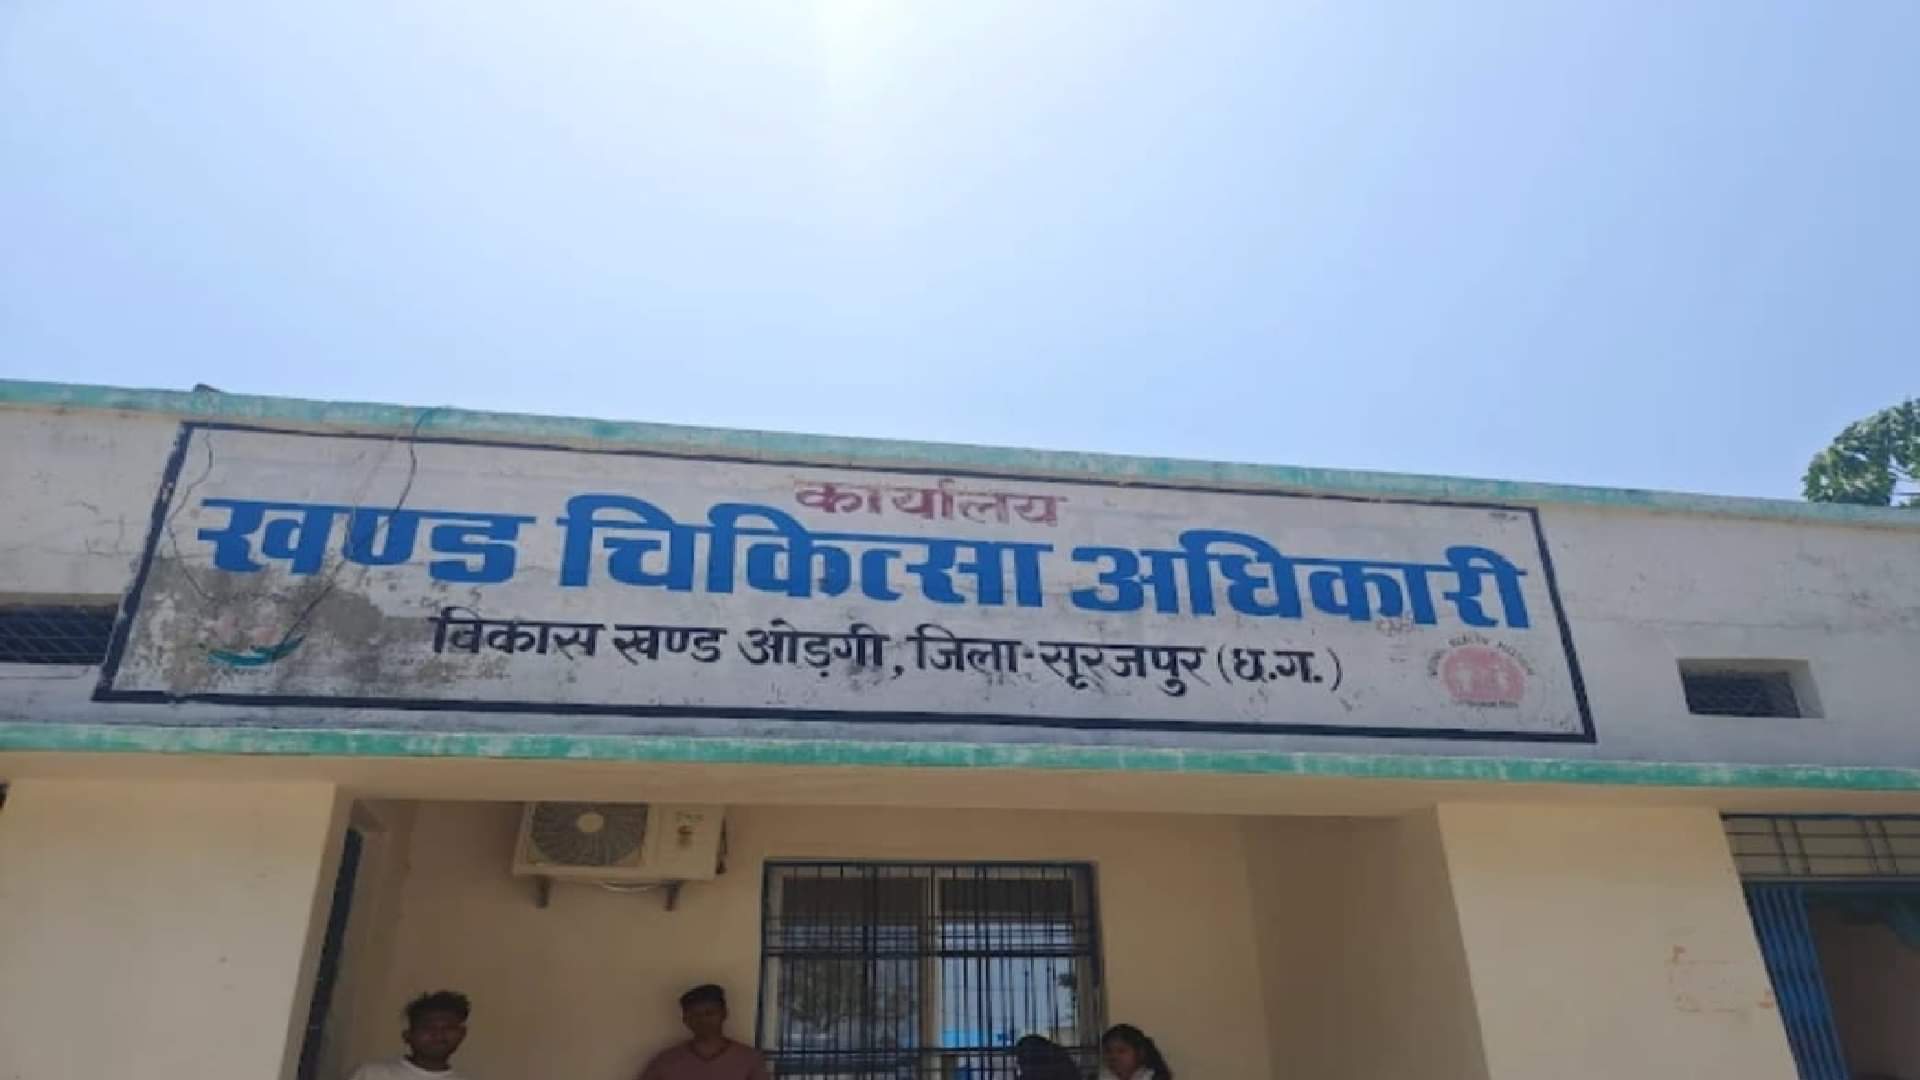 कार्यालय
खण्ड चिकित्सा अधिकारी
विकास खण्ड ओड़गी, जिला-सूरजपुर (छ.ग.)